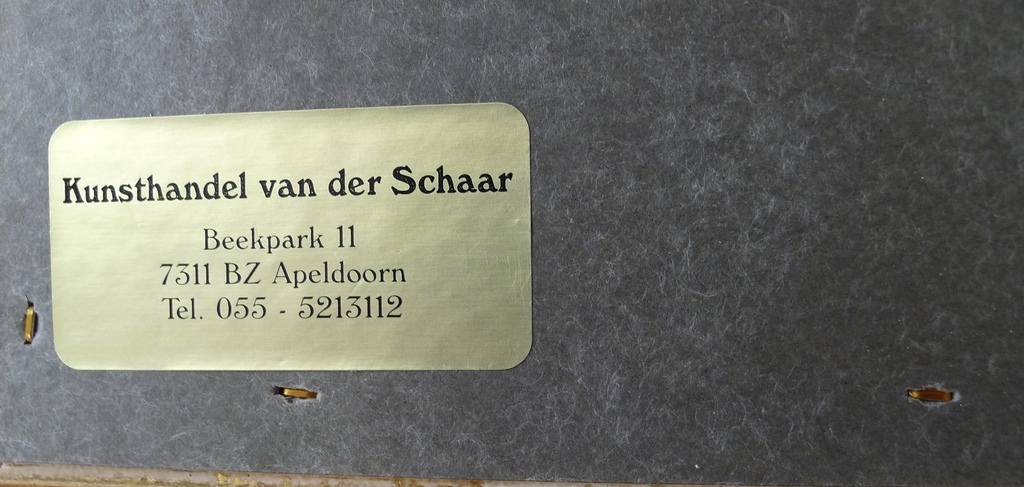 Kunsthandel van der Schaar
Beekpark 11
7311 BZ Apeldoorn
Tel. 055 - 5213112